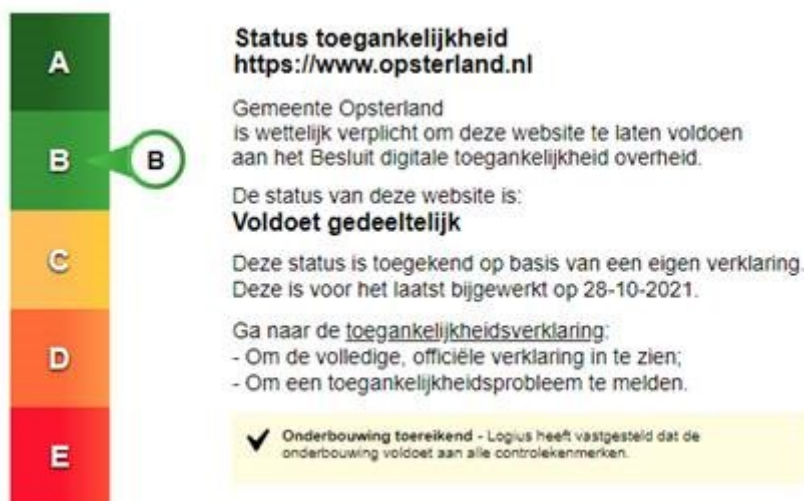 A
B
B
C
D
E
Status toegankelijkheid
https://www.opsterland.nl
Gemeente Opsterland
is wettelijk verplicht om deze website te laten voldoen
aan het Besluit digitale toegankelijkheid overheid.
De status van deze website is:
Voldoet gedeeltelijk
Deze status is toegekend op basis van een eigen verklaring.
Deze is voor het laatst bijgewerkt op 28-10-2021.
Ga naar de toegankelijkheidsverklaring:
- Om de volledige, officiële verklaring in te zien;
- Om een toegankelijkheidsprobleem te melden.
Onderbouwing toereikend - Logius heeft vastgesteld dat de
onderbouwing voldoet aan alle controlekenmerken.